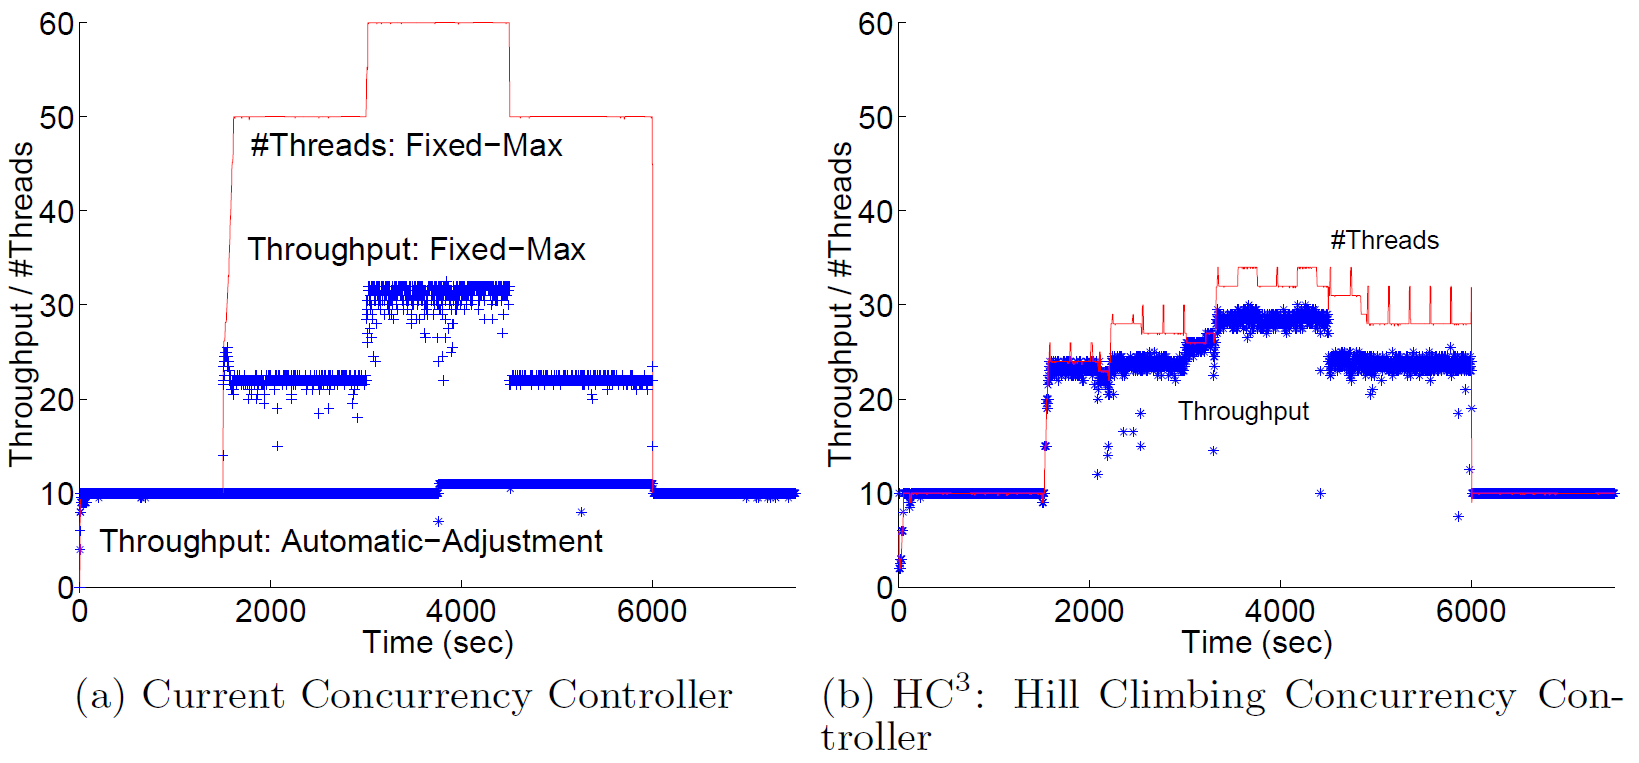 60
50
40
30
20
10
0
Throughput / #Threads
#Threads: Fixed−Max
Throughput: Fixed−Max
Throughput: Automatic−Adjustment
0 2000 4000 6000
Time (sec)
(a) Current Concurrency Controller
60
50
40
30
20
10
0
Throughput / #Threads
#Threads
Throughput
0 2000 4000 6000
Time (sec)
(b) HC³: Hill Climbing Concurrency Con-
troller